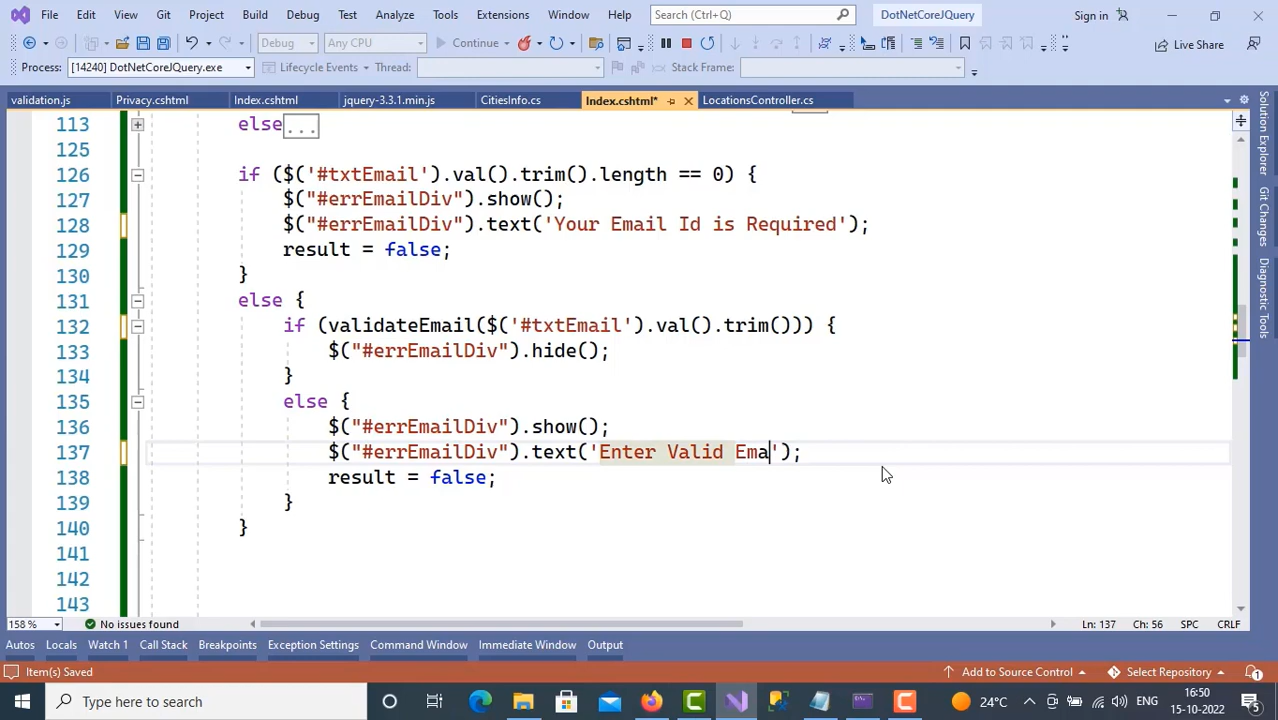 File Edit View Git Project Build Debug Test Analyze Tools Extensions Window Help Search (Ctrl+Q) DotNetCoreJQuery Sign in
Debug Any CPU Continue Live Share
Process: [14240] DotNetCoreJQuery.exe Lifecycle Events Thread: Stack Frame:
validation.js Privacy.cshtml Index.cshtml jquery-3.3.1.min.js CitiesInfo.cs Index.cshtml* LocationsController.cs
113 else...
125
126 if ($('#txtEmail').val().trim().length == 0) {
127 $("#errEmailDiv").show();
128 $("#errEmailDiv").text('Your Email Id is Required');
129 result = false;
130 }
131 else {
132 if (validateEmail($('#txtEmail').val().trim())) {
133 $("#errEmailDiv").hide();
134 }
135 else {
136 $("#errEmailDiv").show();
137 $("#errEmailDiv").text('Enter Valid Ema');
138 result = false;
139 }
140 }
141
142
143
Solution Explorer
Git Changes
Diagnostic Tools
158 % No issues found Ln: 137 Ch: 56 SPC CRLF
Autos Locals Watch 1 Call Stack Breakpoints Exception Settings Command Window Immediate Window Output
Item(s) Saved Add to Source Control Select Repository 1
Type here to search 24°C ENG 16:50
15-10-2022 5